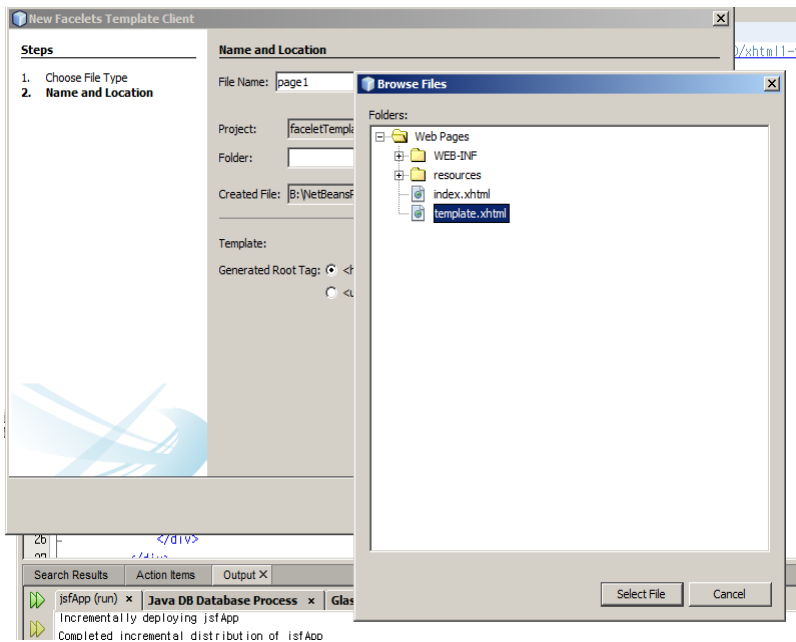 New Facelets Template Client
Steps
1. Choose File Type
2. Name and Location
Name and Location
File Name: page1
Project:
Folder:
Created File:
Template:
Generated Root Tag:
Browse Files
Folders:
Web Pages
WEB-INF
resources
index.xhtml
template.xhtml
Select File
Cancel
26
</div>
Search Results
Action Items
Output X
jsfApp (run) ×
Java DB Database Process ×
Incrementally deploying jsfApp
Completed incremental distribution of jsfApp